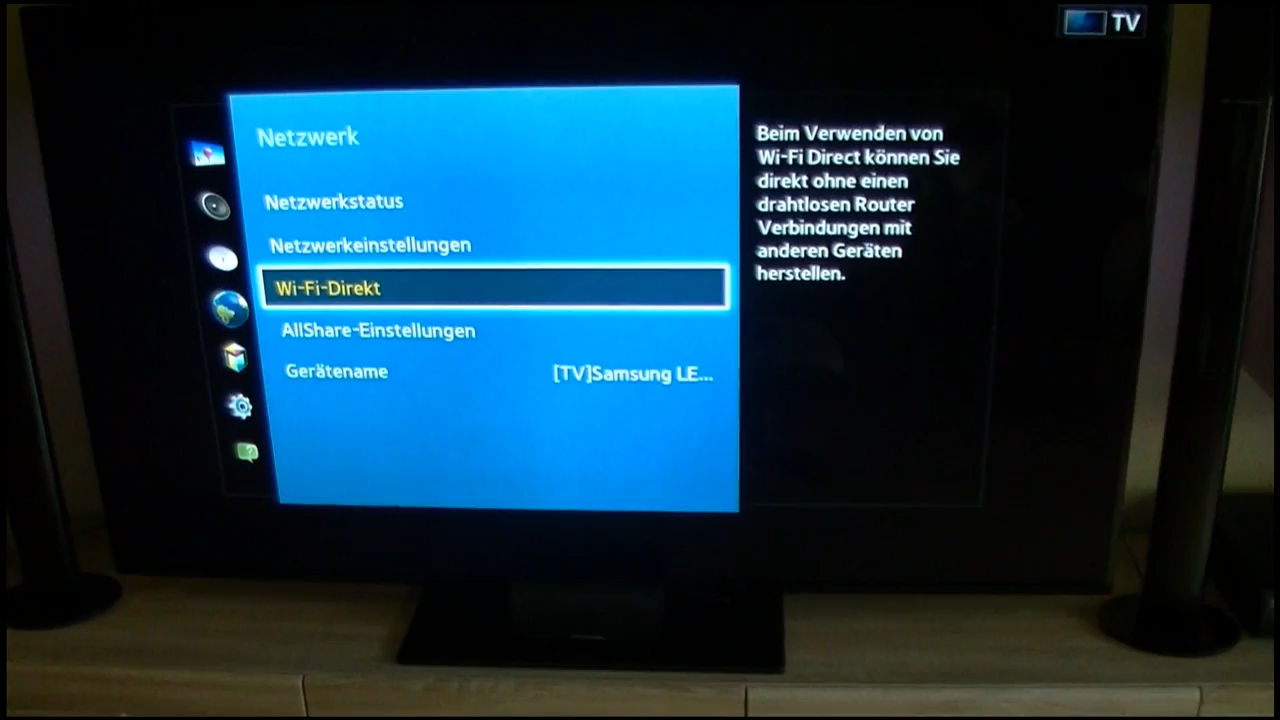 TV
Netzwerk
Netzwerkstatus
Netzwerkeinstellungen
Wi-Fi-Direkt
AllShare-Einstellungen
Gerätename [TV]Samsung LE...
Beim Verwenden von
Wi-Fi Direct können Sie
direkt ohne einen
drahtlosen Router
Verbindungen mit
anderen Geräten
herstellen.